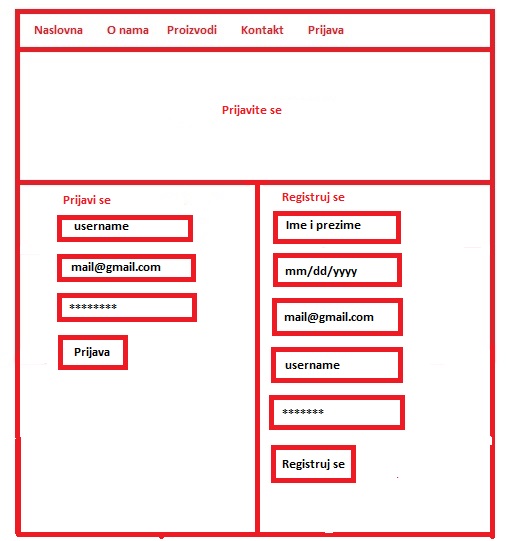 Naslovna O nama Proizvodi Kontakt Prijava
Prijavite se
Prijavi se
username
mail@gmail.com
********
Prijava
Registruj se
Ime i prezime
mm/dd/yyyy
mail@gmail.com
username
*******
Registruj se